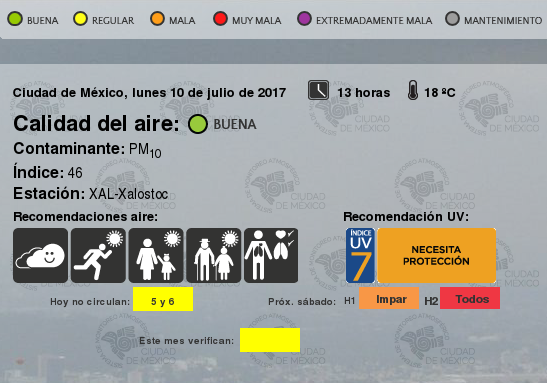 BUENA REGULAR MALA MUY MALA EXTREMADAMENTE MALA MANTENIMIENTO
Ciudad de México, lunes 10 de julio de 2017 13 horas 18 ºC
Calidad del aire: BUENA
Contaminante: PM10
Índice: 46
Estación: XAL-Xalostoc
Recomendaciones aire: Recomendación UV:
ÍNDICE
UV
7
NECESITA
PROTECCIÓN
Hoy no circulan: 5 y 6 Próx. sábado: H1 Impar H2 Todos
Este mes verifican: